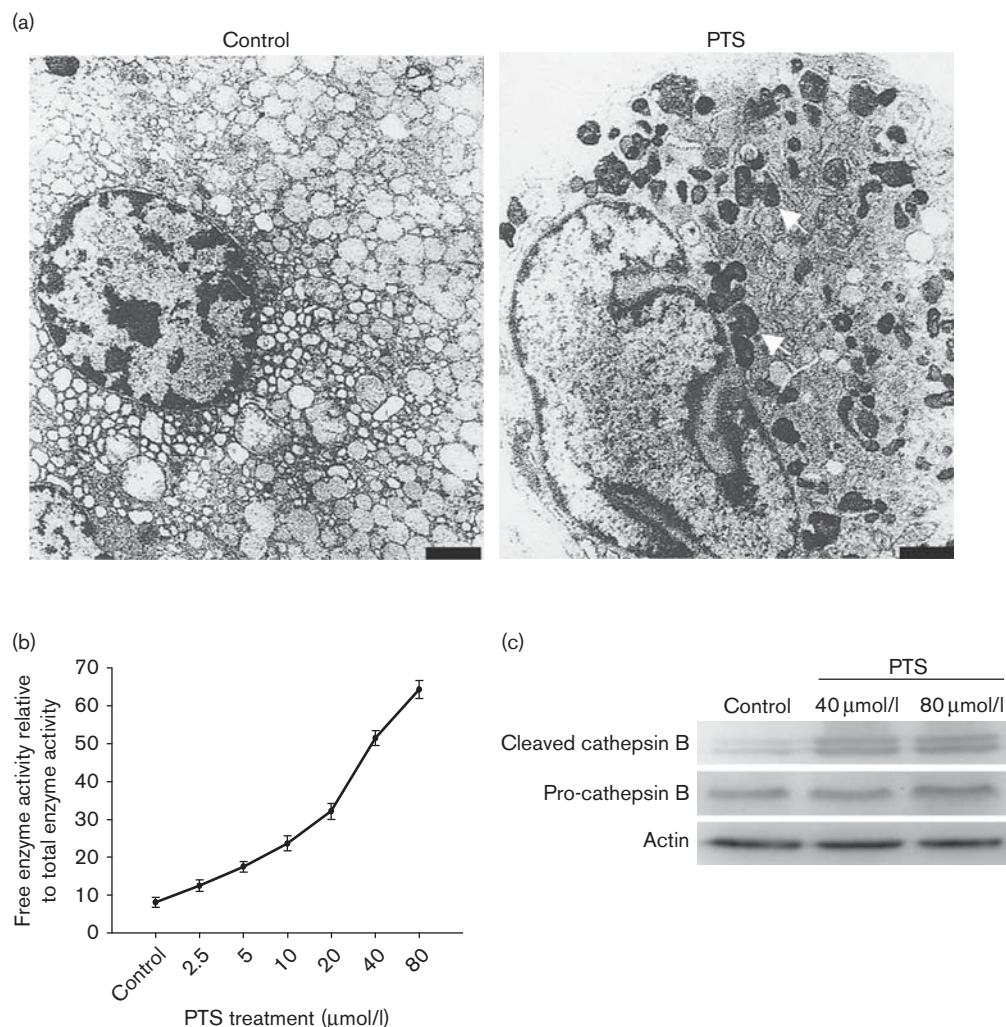 (a)
Control
PTS
(b)
Free enzyme activity relative
to total enzyme activity
70
60
50
40
30
20
10
0
Control
2.5
5
10
20
40
80
PTS treatment (μmol/l)
(c)
PTS
Control
40 μmol/l
80 μmol/l
Cleaved cathepsin B
Pro-cathepsin B
Actin